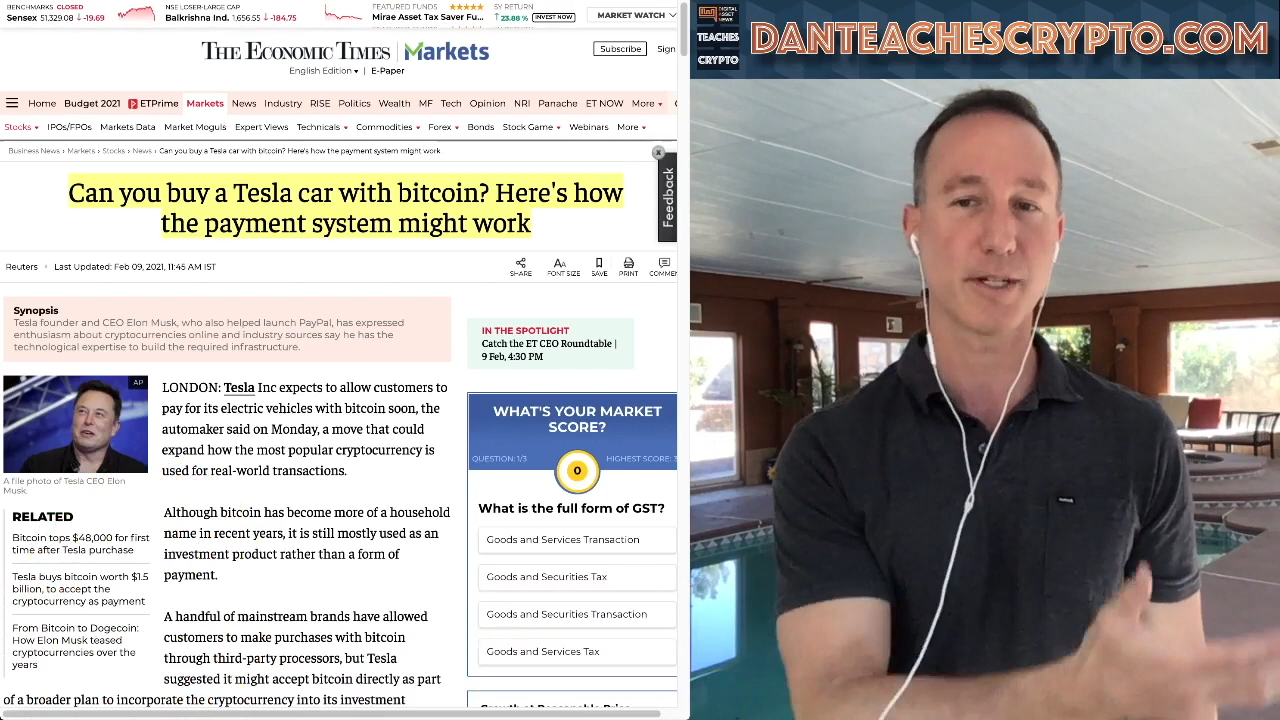 BENCHMARKS CLOSED
Sensex 51,329.08 -19.69
NSE LOSER-LARGE CAP
Balkrishna Ind. 1,656.55 -184.75
FEATURED FUNDS ★★★★★
Mirae Asset Tax Saver Fu...
5Y RETURN
23.88 % INVEST NOW
MARKET WATCH
THE ECONOMIC TIMES | Markets
English Edition | E-Paper
Subscribe
Sign
Home Budget 2021 ETPrime Markets News Industry RISE Politics Wealth MF Tech Opinion NRI Panache ET NOW More
Stocks IPOs/FPOs Markets Data Market Moguls Expert Views Technicals Commodities Forex Bonds Stock Game Webinars More
Business News › Markets › Stocks › News › Can you buy a Tesla car with bitcoin? Here's how the payment system might work
x
Feedback
Can you buy a Tesla car with bitcoin? Here's how
the payment system might work
Reuters • Last Updated: Feb 09, 2021, 11:45 AM IST
SHARE
FONT SIZE
SAVE
PRINT
COMMEN
Synopsis
Tesla founder and CEO Elon Musk, who also helped launch PayPal, has expressed
enthusiasm about cryptocurrencies online and industry sources say he has the
technological expertise to build the required infrastructure.
AP
A file photo of Tesla CEO Elon
Musk.
RELATED
Bitcoin tops $48,000 for first
time after Tesla purchase
Tesla buys bitcoin worth $1.5
billion, to accept the
cryptocurrency as payment
From Bitcoin to Dogecoin:
How Elon Musk teased
cryptocurrencies over the
years
LONDON: Tesla Inc expects to allow customers to
pay for its electric vehicles with bitcoin soon, the
automaker said on Monday, a move that could
expand how the most popular cryptocurrency is
used for real-world transactions.
Although bitcoin has become more of a household
name in recent years, it is still mostly used as an
investment product rather than a form of
payment.
A handful of mainstream brands have allowed
customers to make purchases with bitcoin
through third-party processors, but Tesla
suggested it might accept bitcoin directly as part
of a broader plan to incorporate the cryptocurrency into its investment
IN THE SPOTLIGHT
Catch the ET CEO Roundtable |
9 Feb, 4:30 PM
WHAT'S YOUR MARKET
SCORE?
QUESTION: 1/3
HIGHEST SCORE: 3
0
What is the full form of GST?
Goods and Services Transaction
Goods and Securities Tax
Goods and Securities Transaction
Goods and Services Tax
Growth at Reasonable Price
DIGITAL
ASSET
NEWS
TEACHES
CRYPTO
DANTEACHESCRYPTO.COM